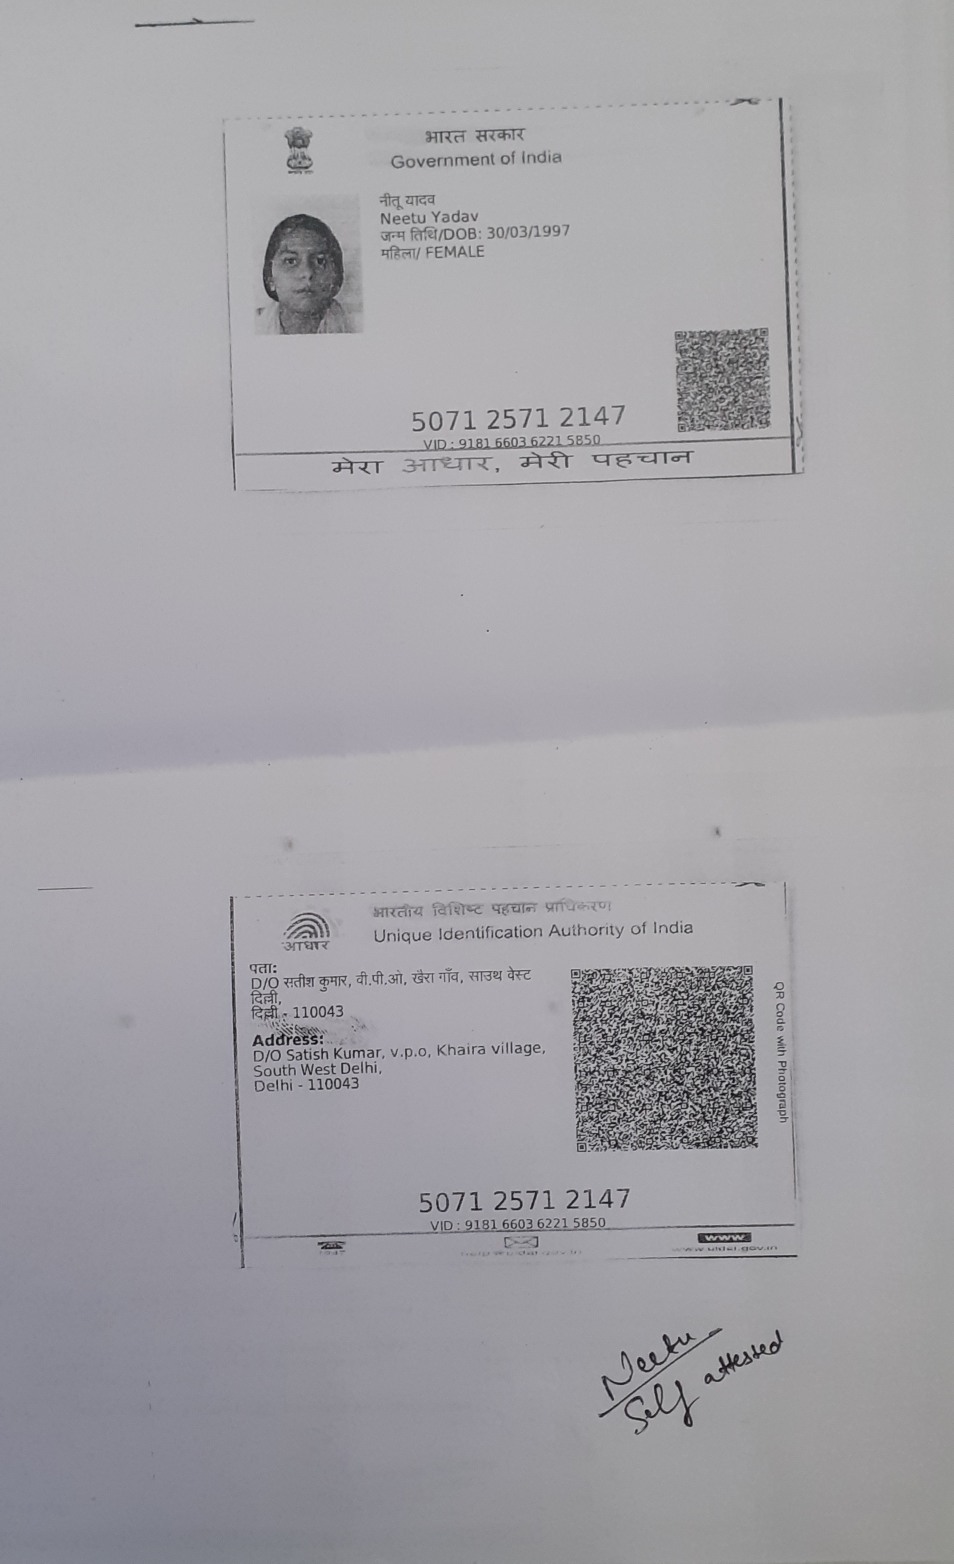 भारत सरकार
Government of India
नीतू यादव
Neetu Yadav
जन्म तिथि/DOB: 30/03/1997
महिला/ FEMALE
5071 2571 2147
VID : 9181 6603 6221 5850
मेरा आधार, मेरी पहचान
भारतीय विशिष्ट पहचान प्राधिकरण
Unique Identification Authority of India
आधार
पता:
D/O सतीश कुमार, वी.पी.ओ, खैरा गाँव, साउथ वेस्ट
दिल्ली,
दिल्ली - 110043
Address:
D/O Satish Kumar, v.p.o, Khaira village,
South West Delhi,
Delhi - 110043
QR Code with Photograph
5071 2571 2147
VID : 9181 6603 6221 5850
1947
www
www.uidai.gov.in
Neetu
Self attested